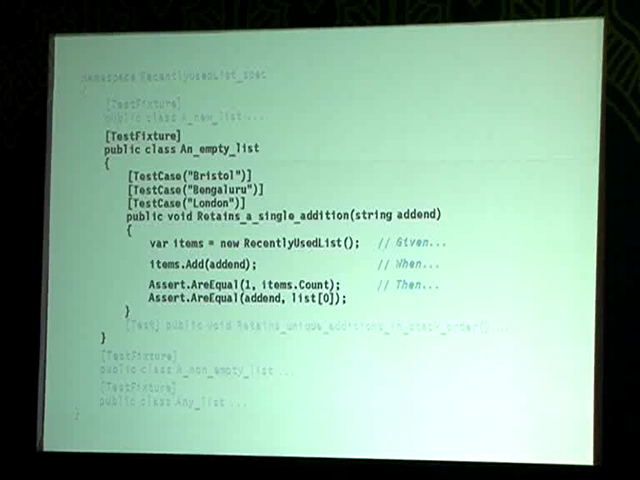 namespace RecentlyUsedList_spec
{
[TestFixture]
public class A_new_list ...
[TestFixture]
public class An_empty_list
{
[TestCase("Bristol")]
[TestCase("Bengaluru")]
[TestCase("London")]
public void Retains_a_single_addition(string addend)
{
var items = new RecentlyUsedList(); // Given...
items.Add(addend); // When...
Assert.AreEqual(1, items.Count); // Then...
Assert.AreEqual(addend, list[0]);
}
[Test] public void Retains_unique_additions_in_stack_order() ...
}
[TestFixture]
public class A_non_empty_list ...
[TestFixture]
public class Any_list ...
}